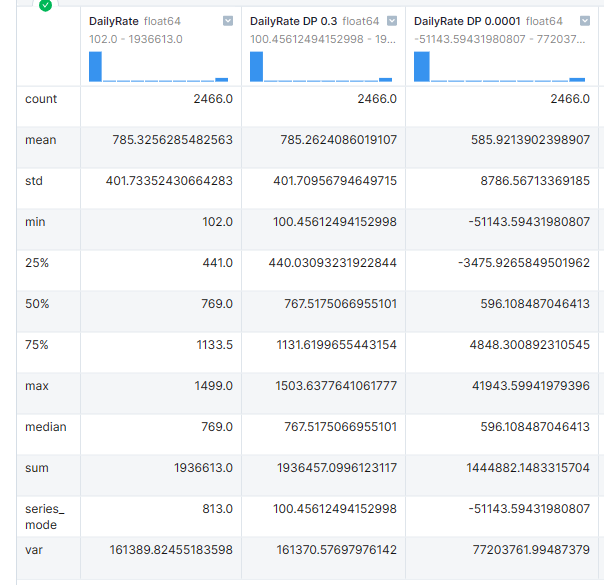 DailyRate float64 DailyRate DP 0.3 float64 DailyRate DP 0.0001 float64
102.0 - 1936613.0 100.45612494152998 - 19... -51143.59431980807 - 772037...
count 2466.0 2466.0 2466.0
mean 785.3256285482563 785.2624086019107 585.9213902398907
std 401.73352430664283 401.70956794649715 8786.56713369185
min 102.0 100.45612494152998 -51143.59431980807
25% 441.0 440.03093231922844 -3475.9265849501962
50% 769.0 767.5175066955101 596.108487046413
75% 1133.5 1131.6199655443154 4848.300892310545
max 1499.0 1503.6377641061777 41943.59941979396
median 769.0 767.5175066955101 596.108487046413
sum 1936613.0 1936457.0996123117 1444882.1483315704
series_
mode 813.0 100.45612494152998 -51143.59431980807
var 161389.82455183598 161370.57697976142 77203761.99487379